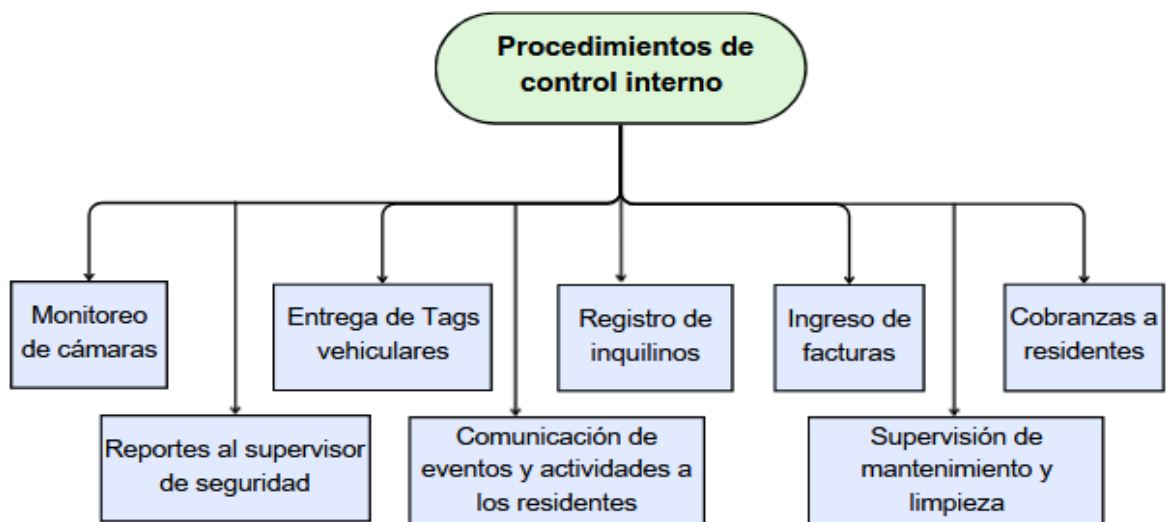 Procedimientos de
control interno
Monitoreo
de cámaras
Entrega de Tags
vehiculares
Registro de
inquilinos
Ingreso de
facturas
Cobranzas a
residentes
Reportes al supervisor
de seguridad
Comunicación de
eventos y actividades a
los residentes
Supervisión de
mantenimiento y
limpieza